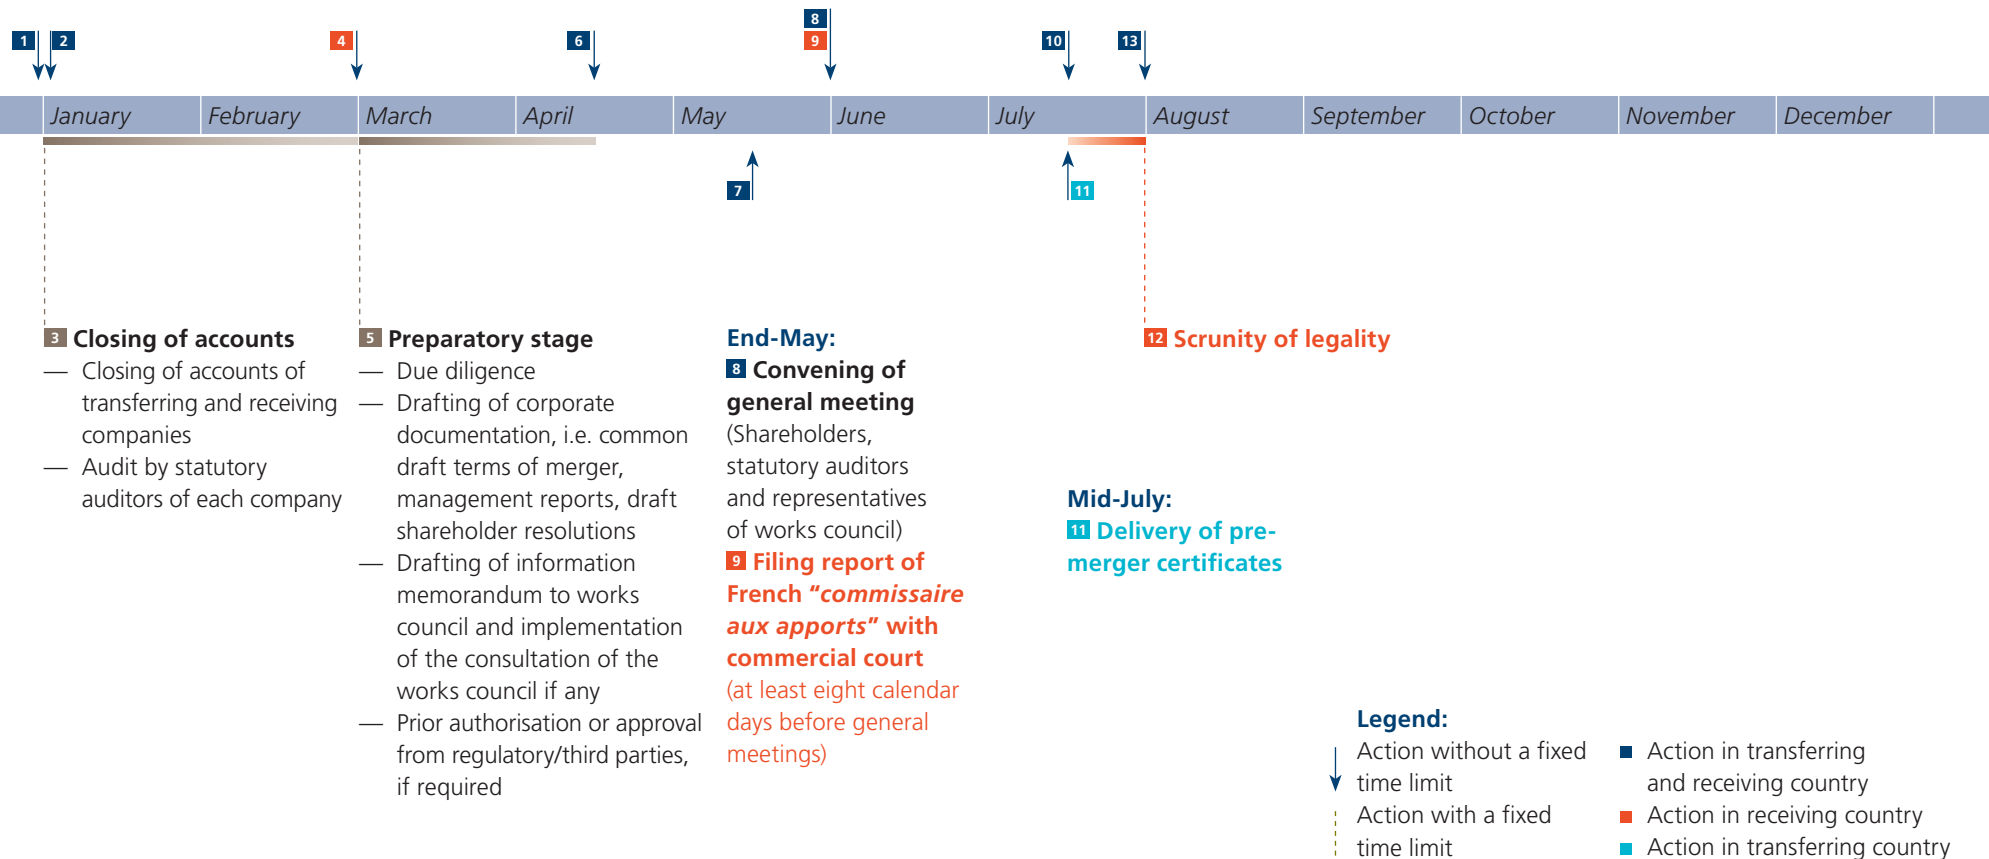 8
1 2 4 6 9 10 13
January February March April May June July August September October November December
7 11
3 Closing of accounts
— Closing of accounts of
transferring and receiving
companies
— Audit by statutory
auditors of each company
5 Preparatory stage
— Due diligence
— Drafting of corporate
documentation, i.e. common
draft terms of merger,
management reports, draft
shareholder resolutions
— Drafting of information
memorandum to works
council and implementation
of the consultation of the
works council if any
— Prior authorisation or approval
from regulatory/third parties,
if required
End-May:
8 Convening of
general meeting
(Shareholders,
statutory auditors
and representatives
of works council)
9 Filing report of
French "commissaire
aux apports" with
commercial court
(at least eight calendar
days before general
meetings)
Mid-July:
11 Delivery of pre-
merger certificates
12 Scrunity of legality
Legend:
Action without a fixed
time limit
Action with a fixed
time limit
Action in transferring
and receiving country
Action in receiving country
Action in transferring country